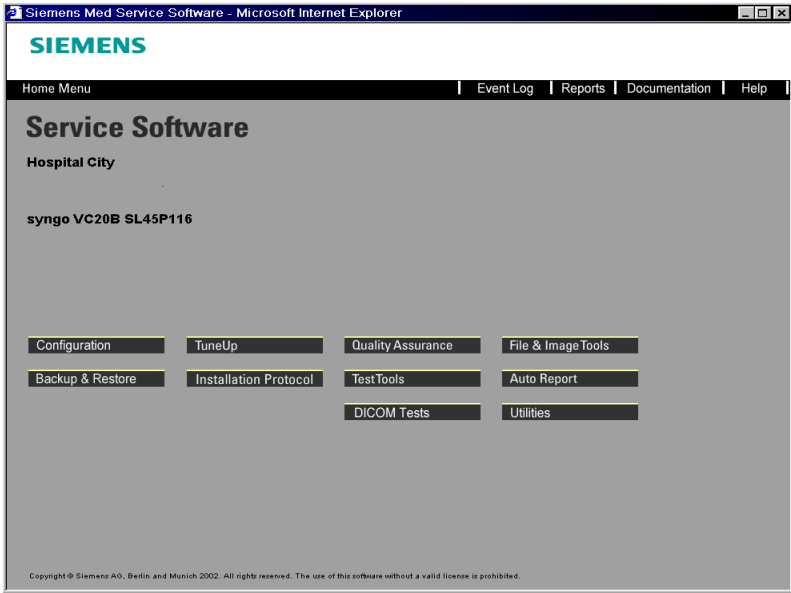 Siemens Med Service Software - Microsoft Internet Explorer
SIEMENS
Home Menu Event Log Reports Documentation Help
Service Software
Hospital City
syngo VC20B SL45P116
Configuration TuneUp Quality Assurance File & Image Tools
Backup & Restore Installation Protocol Test Tools Auto Report
DICOM Tests Utilities
Copyright © Siemens AG, Berlin and Munich 2002. All rights reserved. The use of this software without a valid license is prohibited.